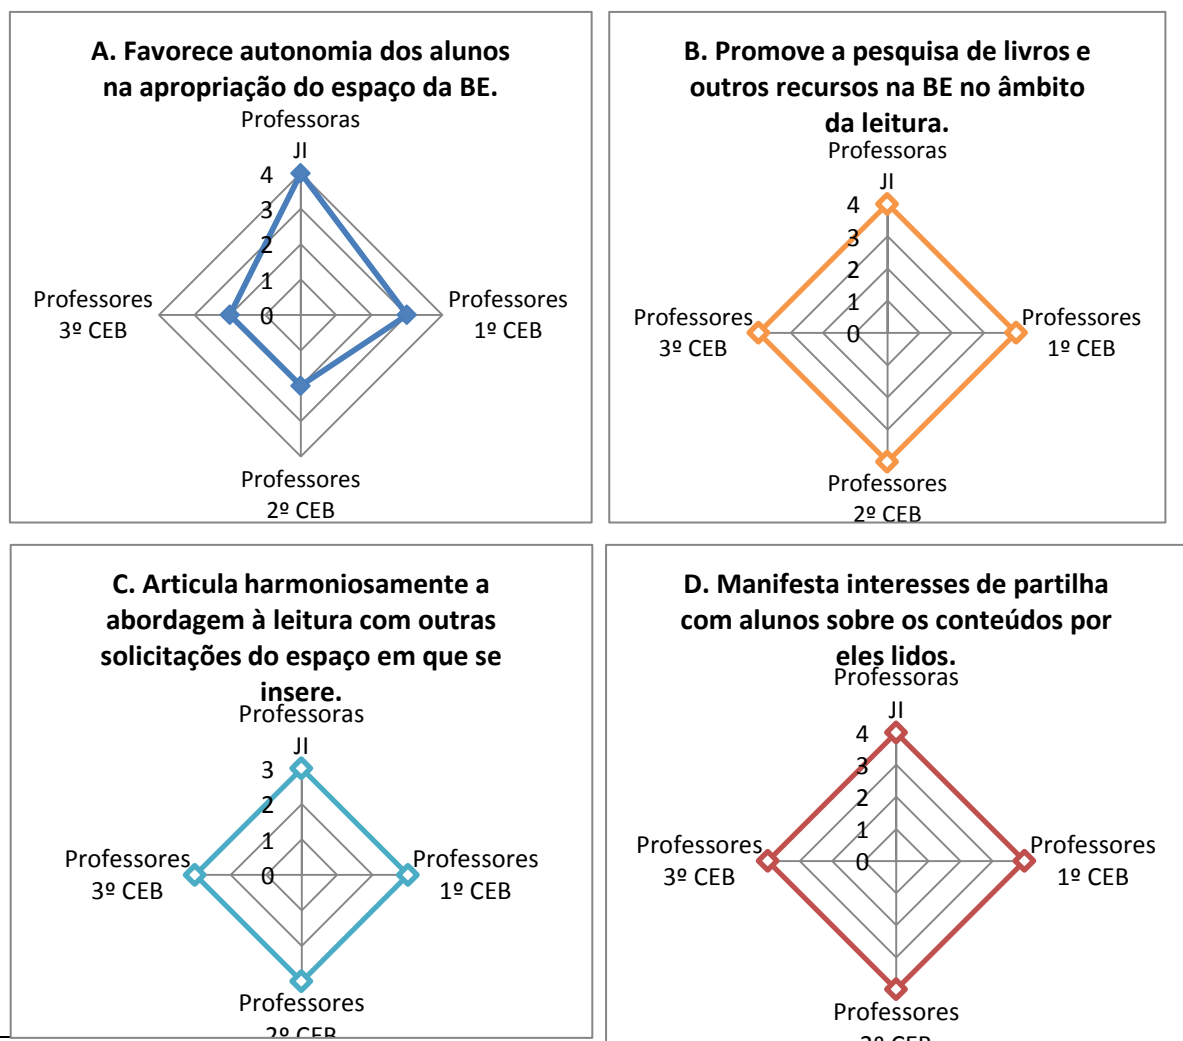 A. Favorece autonomia dos alunos
na apropriação do espaço da BE.
Professoras
JI
4
3
2
1
0
Professores
3º CEB
Professores
1º CEB
Professores
2º CEB
B. Promove a pesquisa de livros e
outros recursos na BE no âmbito
da leitura.
Professoras
JI
4
3
2
1
0
Professores
3º CEB
Professores
1º CEB
Professores
2º CEB
C. Articula harmoniosamente a
abordagem à leitura com outras
solicitações do espaço em que se
insere.
Professoras
JI
3
2
1
0
Professores
3º CEB
Professores
1º CEB
Professores
2º CEB
D. Manifesta interesses de partilha
com alunos sobre os conteúdos por
eles lidos.
Professoras
JI
4
3
2
1
0
Professores
3º CEB
Professores
1º CEB
Professores
2º CEB